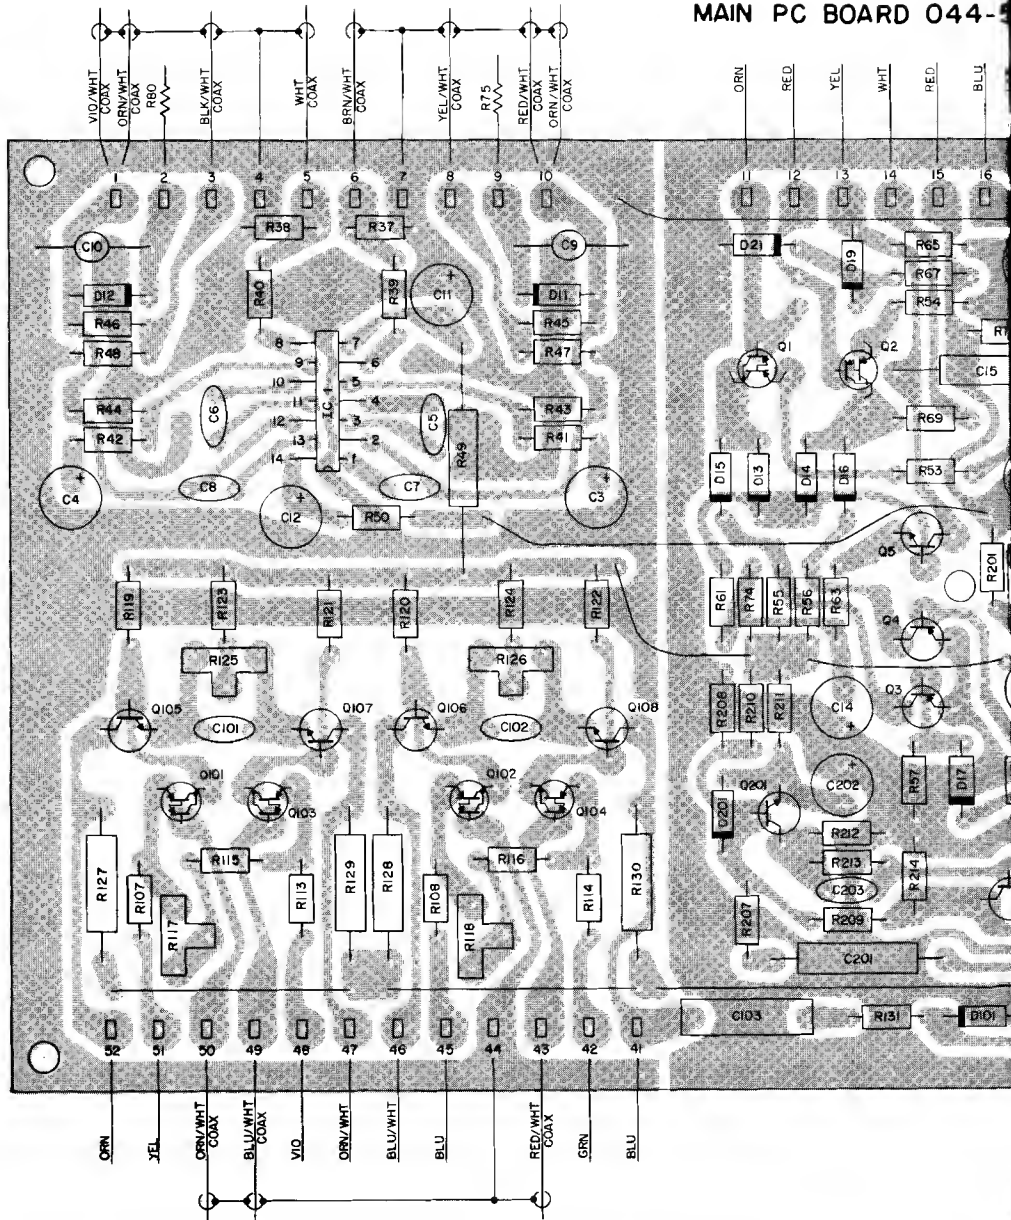 MAIN PC BOARD 044-
VIO/WHT COAX
ORN/WHT COAX
R80
BLK/WHT COAX
WHT COAX
BRN/WHT COAX
YEL/WHT COAX
R75
RED/WHT COAX
ORN/WHT COAX
ORN
RED
YEL
WHT
RED
BLU
1 2 3 4 5 6 7 8 9 10 11 12 13 14 15 16
R38 R37
C10 C9 D21 D19 R65
R67
R40 R39 C11
D12 D11 R54
R46 R45
R48 R47
8 7
9 6
10 5
11 4
12 3
13 2
14 1
IC
Q1 Q2 C15
R44 C6 C5 R43 R69
R42 R49 R41
D15 D13 D14 D16 R53
C4 C8 C7 C3
C12 R50
Q5
R201
R119 R123 R121 R120 R124 R122 R61 R74 R55 R56 R63
Q4
R125 R126
Q3
Q105 C101 Q107 Q106 C102 Q108 R208 R210 R211 C14
Q101 Q103 Q102 Q104 D201 Q201 C202 R57 D17
R212
R115 R116 R213 R214
R127 R107 R113 R129 R128 R108 R114 R130
C203
R117 R118 R207 R209
C201
C103 R131 D101
52 51 50 49 48 47 46 45 44 43 42 41
ORN
YEL
ORN/WHT COAX
BLU/WHT COAX
VIO
ORN/WHT
BLU/WHT
BLU
RED/WHT COAX
GRN
BLU